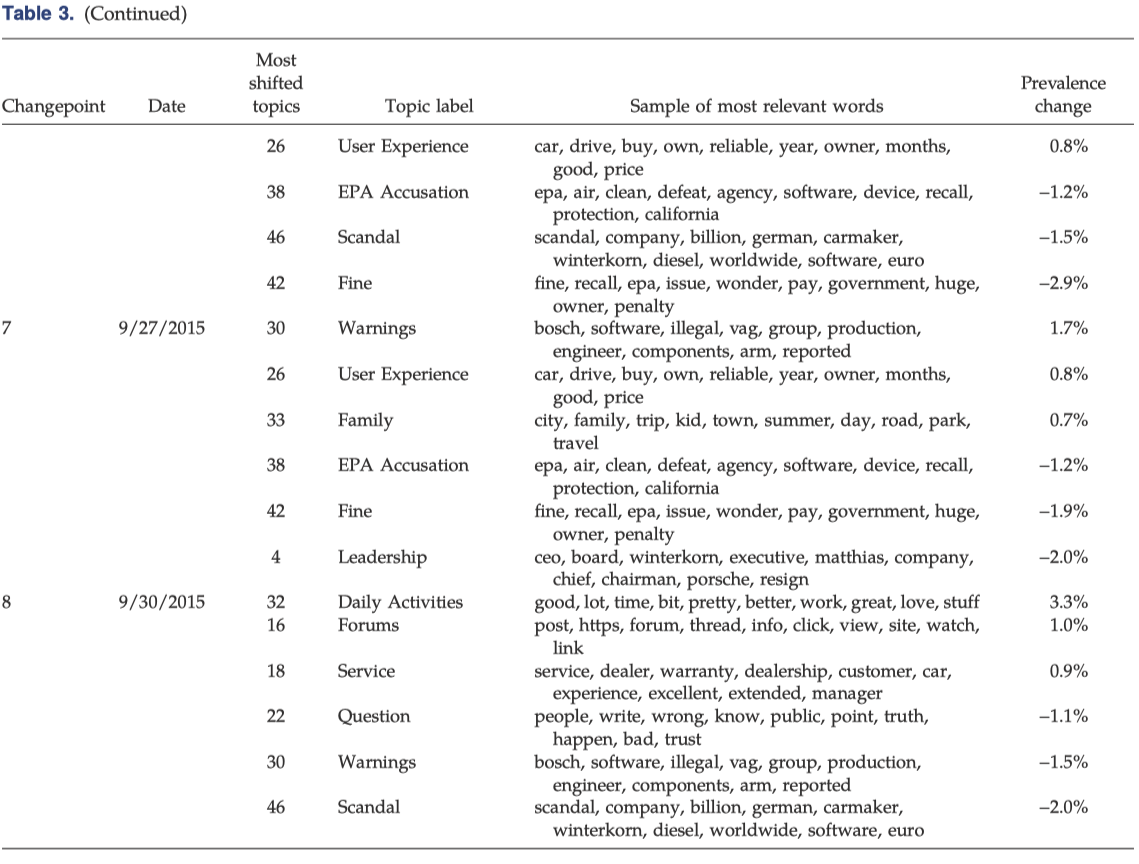 Table 3. (Continued)
Most
shifted
topics
Prevalence
change
Changepoint Date Topic label Sample of most relevant words
26 User Experience car, drive, buy, own, reliable, year, owner, months, 0.8%
good, price
38 EPA Accusation epa, air, clean, defeat, agency, software, device, recall, –1.2%
protection, california
46 Scandal scandal, company, billion, german, carmaker, –1.5%
winterkorn, diesel, worldwide, software, euro
42 Fine fine, recall, epa, issue, wonder, pay, government, huge, –2.9%
owner, penalty
7 9/27/2015 30 Warnings bosch, software, illegal, vag, group, production, 1.7%
engineer, components, arm, reported
26 User Experience car, drive, buy, own, reliable, year, owner, months, 0.8%
good, price
33 Family city, family, trip, kid, town, summer, day, road, park, 0.7%
travel
38 EPA Accusation epa, air, clean, defeat, agency, software, device, recall, –1.2%
protection, california
42 Fine fine, recall, epa, issue, wonder, pay, government, huge, –1.9%
owner, penalty
4 Leadership ceo, board, winterkorn, executive, matthias, company, –2.0%
chief, chairman, porsche, resign
8 9/30/2015 32 Daily Activities good, lot, time, bit, pretty, better, work, great, love, stuff 3.3%
16 Forums post, https, forum, thread, info, click, view, site, watch, 1.0%
link
18 Service service, dealer, warranty, dealership, customer, car, 0.9%
experience, excellent, extended, manager
22 Question people, write, wrong, know, public, point, truth, –1.1%
happen, bad, trust
30 Warnings bosch, software, illegal, vag, group, production, –1.5%
engineer, components, arm, reported
46 Scandal scandal, company, billion, german, carmaker, –2.0%
winterkorn, diesel, worldwide, software, euro